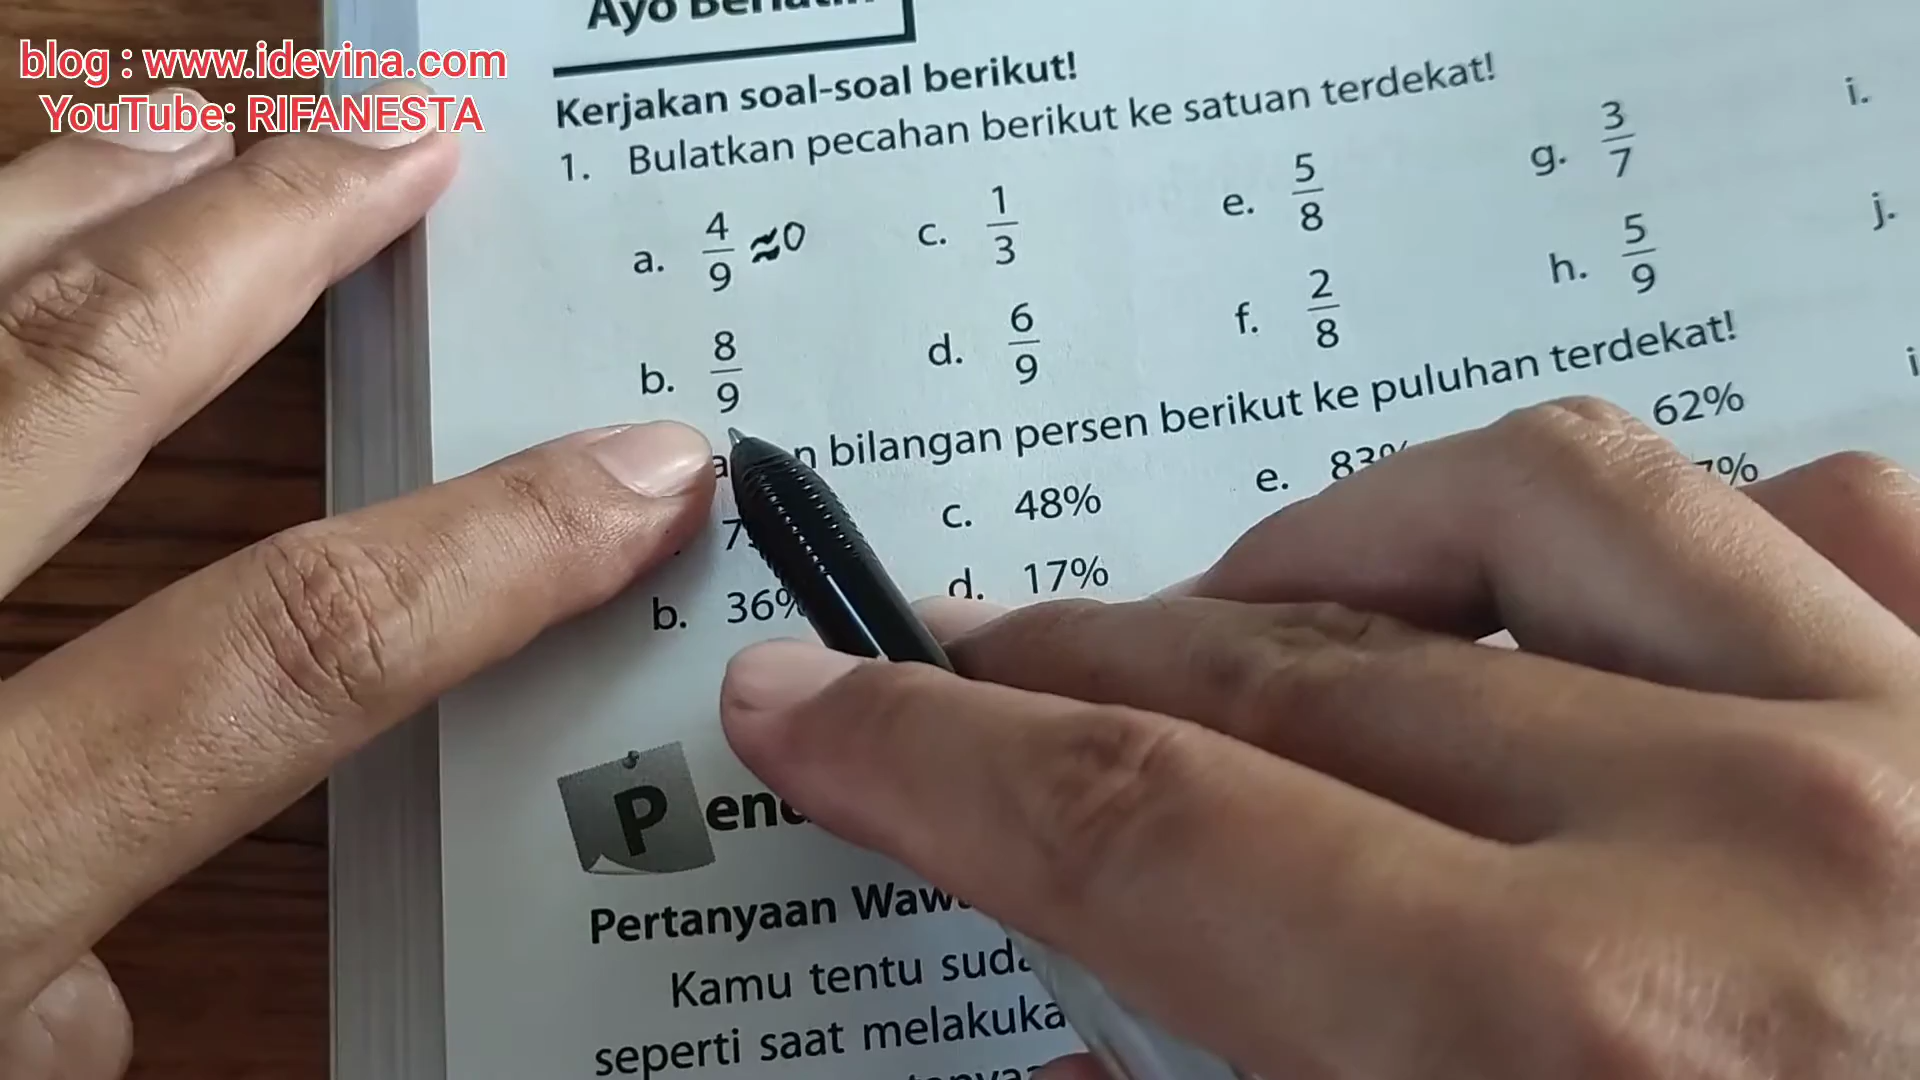 blog : www.idevina.com
YouTube: RIFANESTA
Ayo
Kerjakan soal-soal berikut!
1. Bulatkan pecahan berikut ke satuan terdekat!
a. 4/9 ≈0 c. 1/3 e. 5/8 g. 3/7 i.
b. 8/9 d. 6/9 f. 2/8 h. 5/9 j.
bilangan persen berikut ke puluhan terdekat!
c. 48% e. 83% 62%
b. 36% d. 17%
Pertanyaan
Kamu tentu
seperti saat